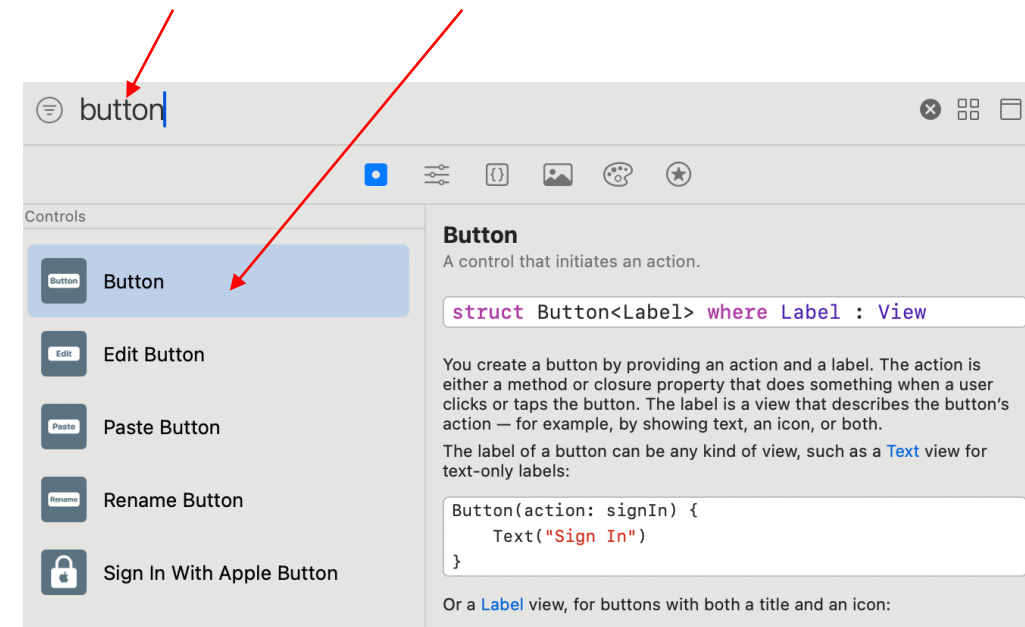 button
Controls
Button
Button
Edit
Edit Button
Paste
Paste Button
Rename
Rename Button
Sign In With Apple Button
Button
A control that initiates an action.
struct Button<Label> where Label : View
You create a button by providing an action and a label. The action is
either a method or closure property that does something when a user
clicks or taps the button. The label is a view that describes the button’s
action — for example, by showing text, an icon, or both.
The label of a button can be any kind of view, such as a Text view for
text-only labels:
Button(action: signIn) {
    Text("Sign In")
}
Or a Label view, for buttons with both a title and an icon: